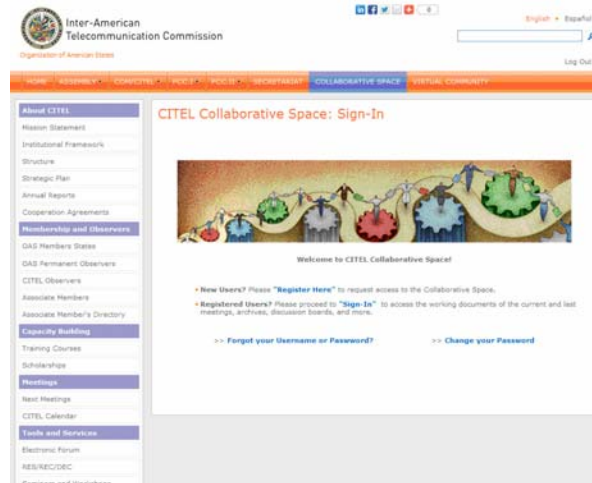 Inter-American
Telecommunication Commission
Organization of American States
0
English • Español
Log Out
HOME ASSEMBLY COM/CITEL PCC.I PCC.II SECRETARIAT COLLABORATIVE SPACE VIRTUAL COMMUNITY
About CITEL
Mission Statement
Institutional Framework
Structure
Strategic Plan
Annual Reports
Cooperation Agreements
Membership and Observers
OAS Members States
OAS Permanent Observers
CITEL Observers
Associate Members
Associate Member's Directory
Capacity Building
Training Courses
Scholarships
Meetings
Next Meetings
CITEL Calendar
Tools and Services
Electronic Forum
RES/REC/DEC
Seminars and Workshops
CITEL Collaborative Space: Sign-In
Welcome to CITEL Collaborative Space!
• New Users? Please "Register Here" to request access to the Collaborative Space.
• Registered Users? Please proceed to "Sign-In" to access the working documents of the current and last
meetings, archives, discussion boards, and more.
>> Forgot your Username or Password? >> Change your Password